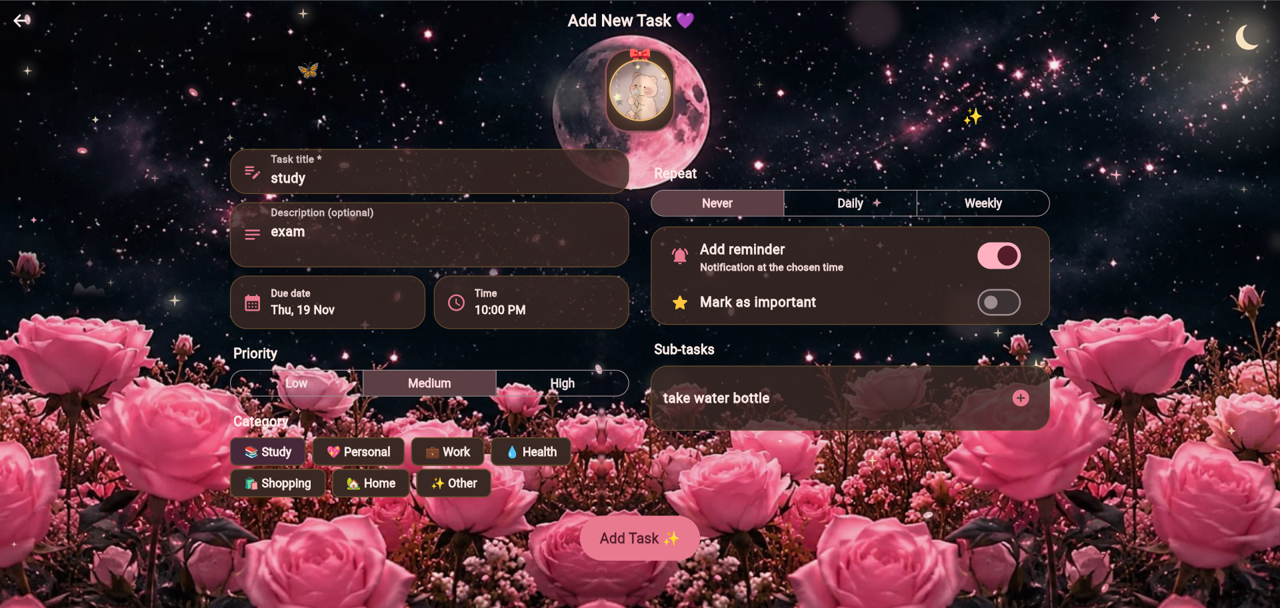 Add New Task 💜
Task title *
study
Description (optional)
exam
Due date
Thu, 19 Nov
Time
10:00 PM
Priority
Low
Medium
High
Category
📚 Study
💖 Personal
💼 Work
💧 Health
🛍️ Shopping
🏡 Home
✨ Other
Repeat
Never
Daily
Weekly
Add reminder
Notification at the chosen time
Mark as important
Sub-tasks
take water bottle
Add Task ✨